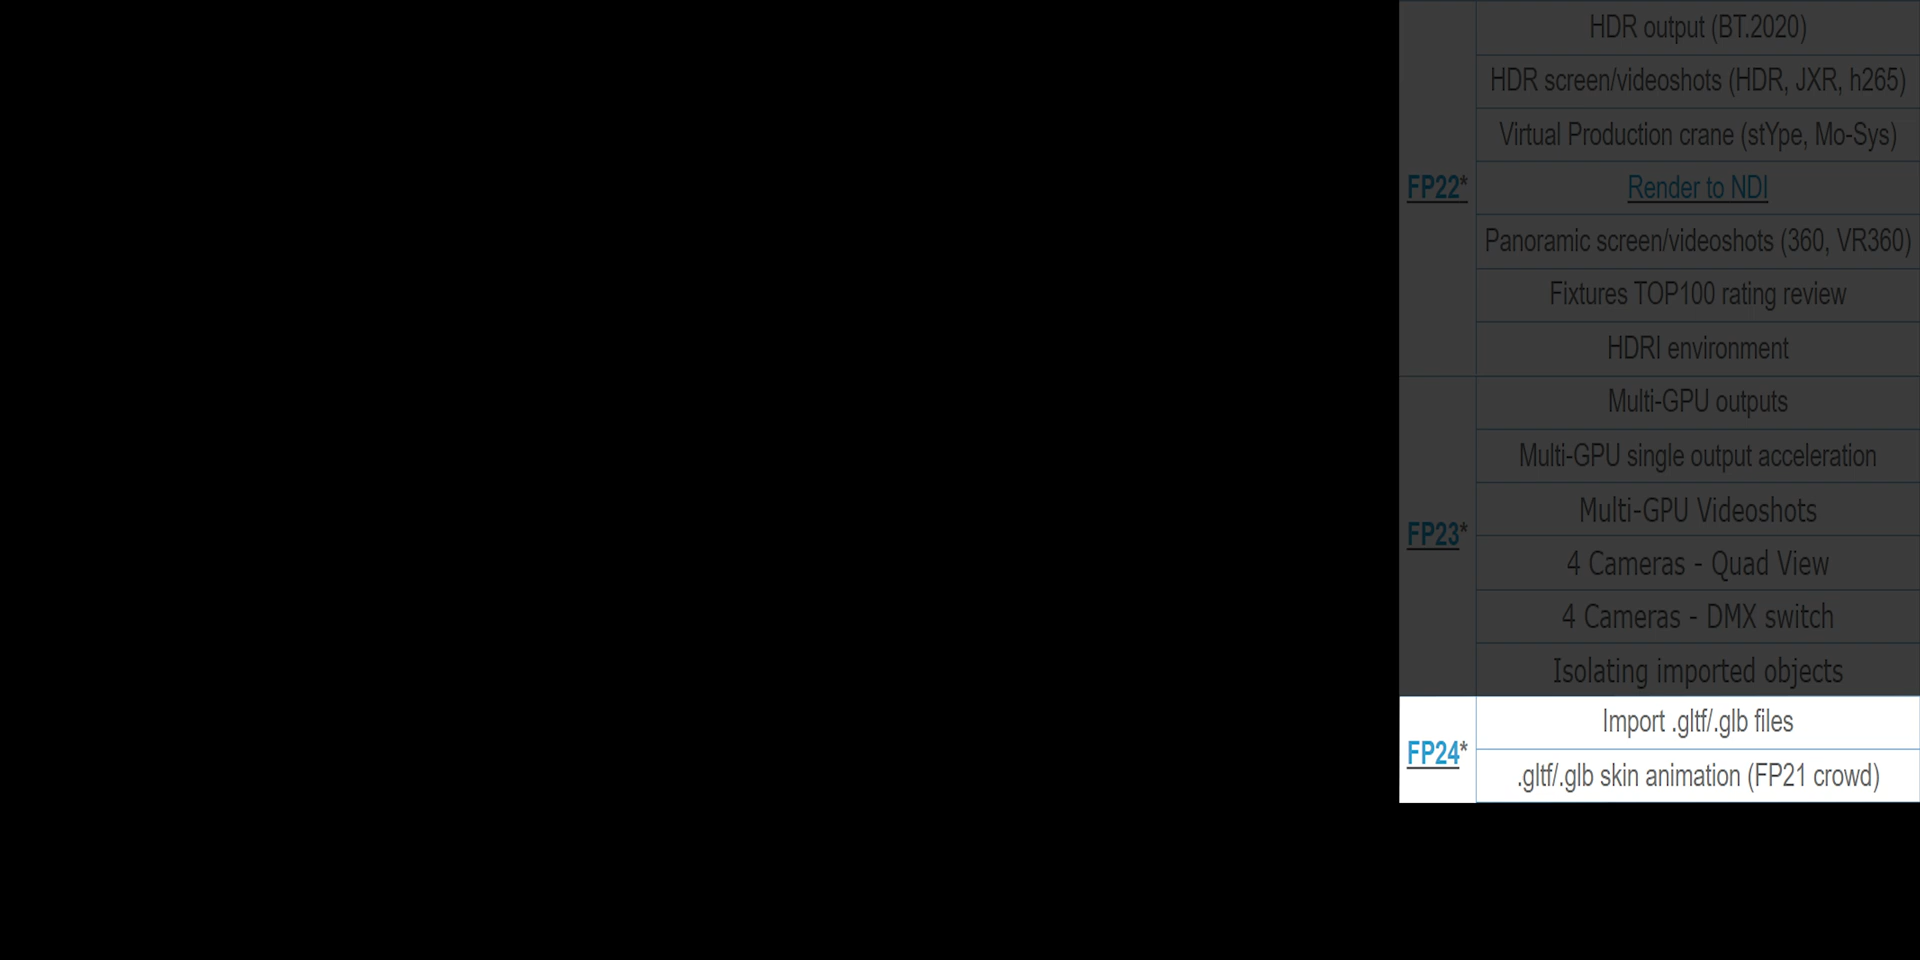 HDR output (BT.2020)
HDR screen/videoshots (HDR, JXR, h265)
Virtual Production crane (stYpe, Mo-Sys)
FP22*
Render to NDI
Panoramic screen/videoshots (360, VR360)
Fixtures TOP100 rating review
HDRI environment
Multi-GPU outputs
Multi-GPU single output acceleration
Multi-GPU Videoshots
FP23*
4 Cameras - Quad View
4 Cameras - DMX switch
Isolating imported objects
Import .gltf/.glb files
FP24*
.gltf/.glb skin animation (FP21 crowd)